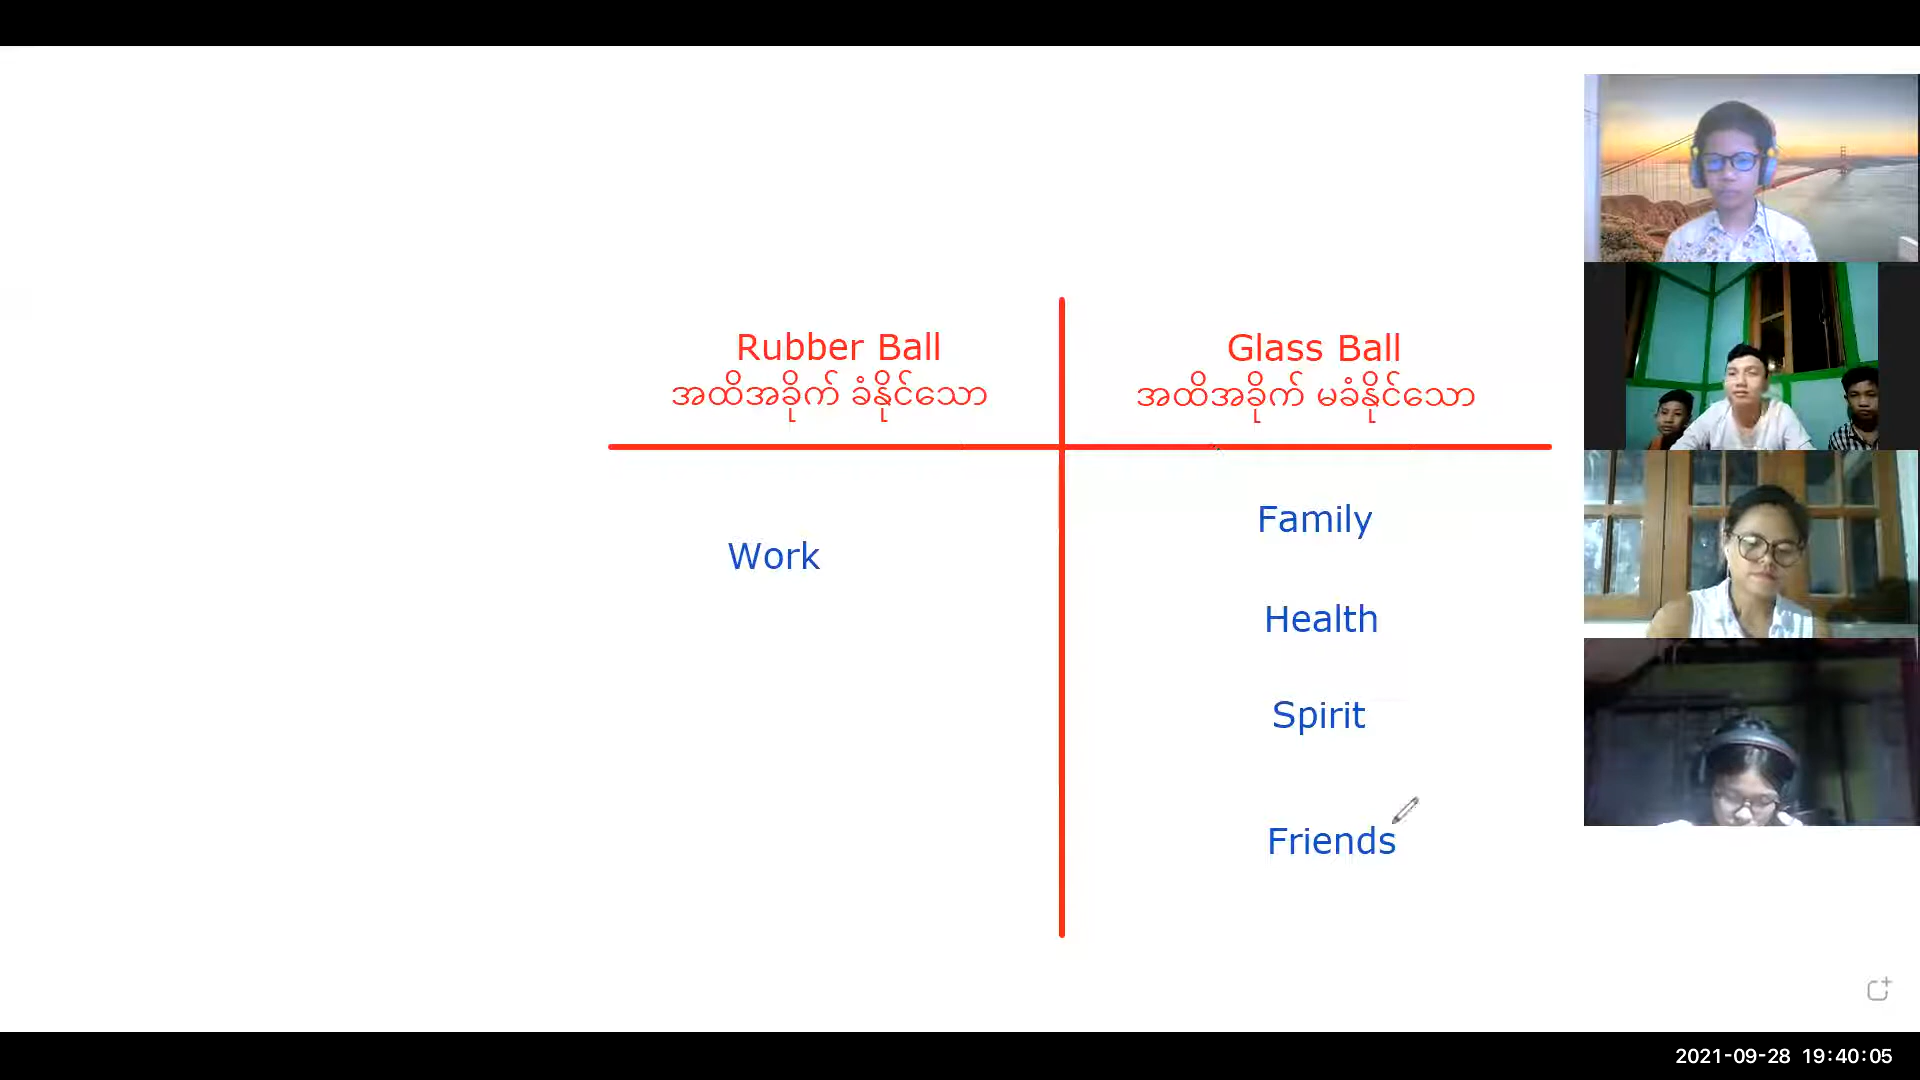 Rubber Ball
အထိအခိုက် ခံနိုင်သော
Glass Ball
အထိအခိုက် မခံနိုင်သော
Work
Family
Health
Spirit
Friends
2021-09-28 19:40:05